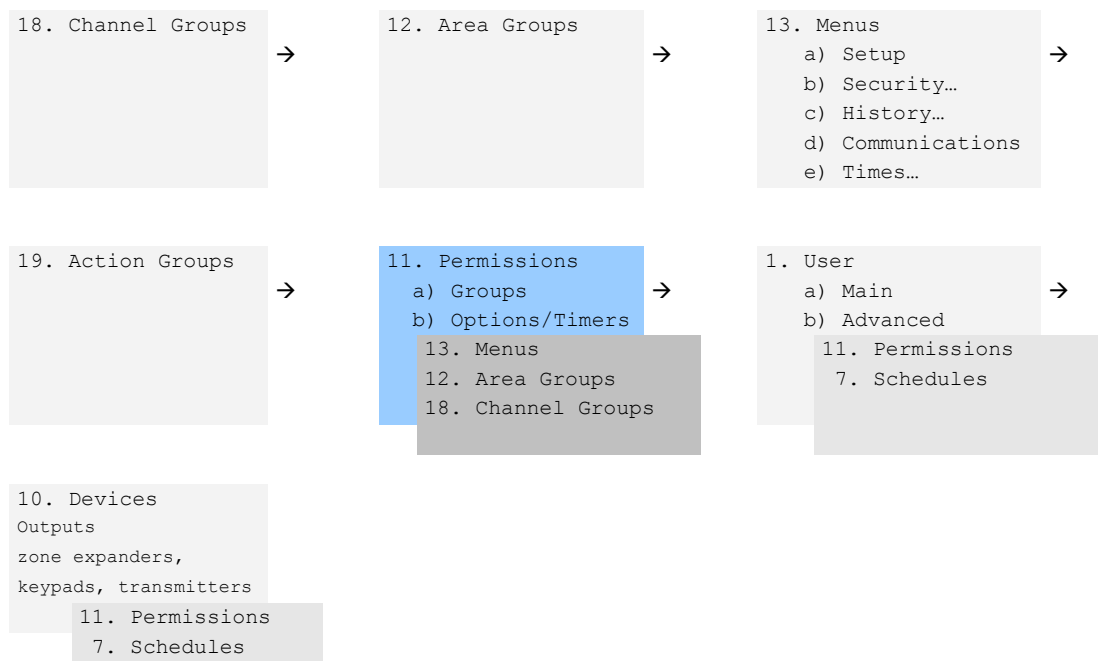 18. Channel Groups
→
12. Area Groups
→
13. Menus
a) Setup
b) Security…
c) History…
d) Communications
e) Times…
→
19. Action Groups
→
11. Permissions
a) Groups
b) Options/Timers
13. Menus
12. Area Groups
18. Channel Groups
→
1. User
a) Main
b) Advanced
11. Permissions
7. Schedules
→
10. Devices
Outputs
zone expanders,
keypads, transmitters
11. Permissions
7. Schedules